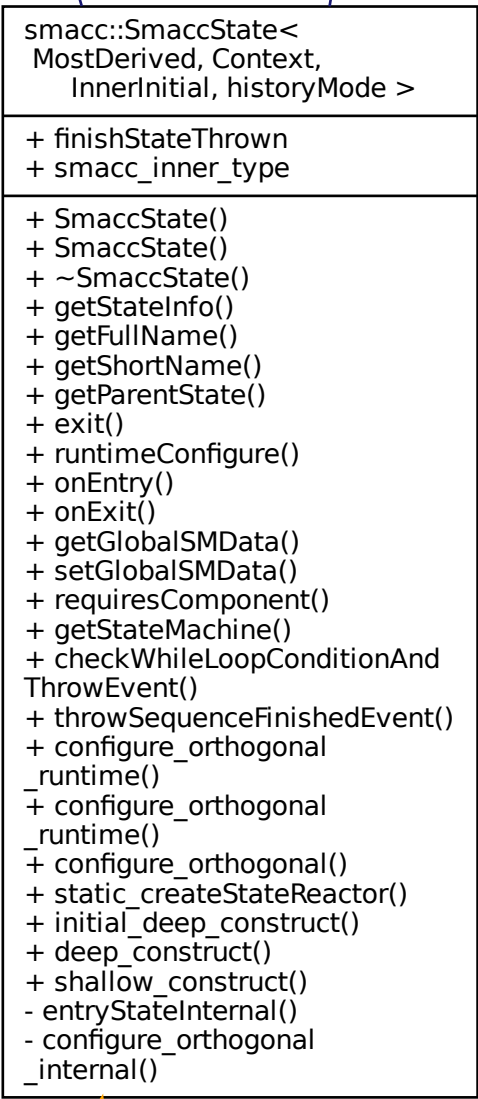 smacc::SmaccState<
MostDerived, Context,
InnerInitial, historyMode >
+ finishStateThrown
+ smacc_inner_type
+ SmaccState()
+ SmaccState()
+ ~SmaccState()
+ getStateInfo()
+ getFullName()
+ getShortName()
+ getParentState()
+ exit()
+ runtimeConfigure()
+ onEntry()
+ onExit()
+ getGlobalSMData()
+ setGlobalSMData()
+ requiresComponent()
+ getStateMachine()
+ checkWhileLoopConditionAnd
ThrowEvent()
+ throwSequenceFinishedEvent()
+ configure_orthogonal
_runtime()
+ configure_orthogonal
_runtime()
+ configure_orthogonal()
+ static_createStateReactor()
+ initial_deep_construct()
+ deep_construct()
+ shallow_construct()
- entryStateInternal()
- configure_orthogonal
_internal()